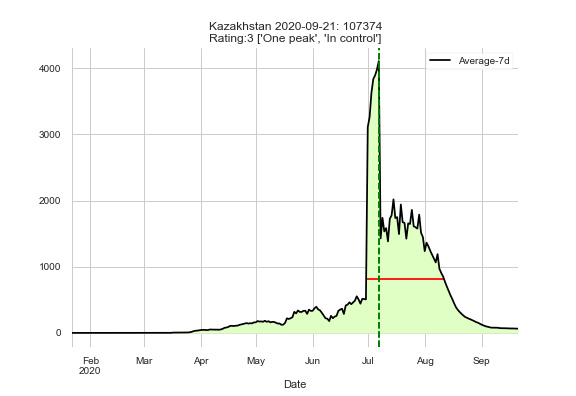 Kazakhstan 2020-09-21: 107374
Rating:3 ['One peak', 'In control']
Average-7d
4000
3000
2000
1000
0
Feb Mar Apr May Jun Jul Aug Sep
2020
Date